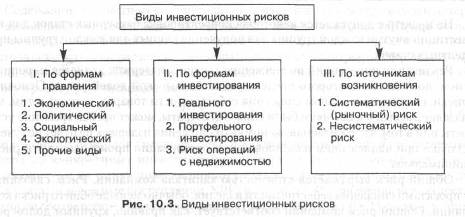 Виды инвестиционных рисков
I. По формам
правления
1. Экономический
2. Политический
3. Социальный
4. Экологический
5. Прочие виды
II. По формам
инвестирования
1. Реального
инвестирования
2. Портфельного
инвестирования
3. Риск операций
с недвижимостью
III. По источникам
возникновения
1. Систематический
(рыночный) риск
2. Несистематический
риск
Рис. 10.3. Виды инвестиционных рисков